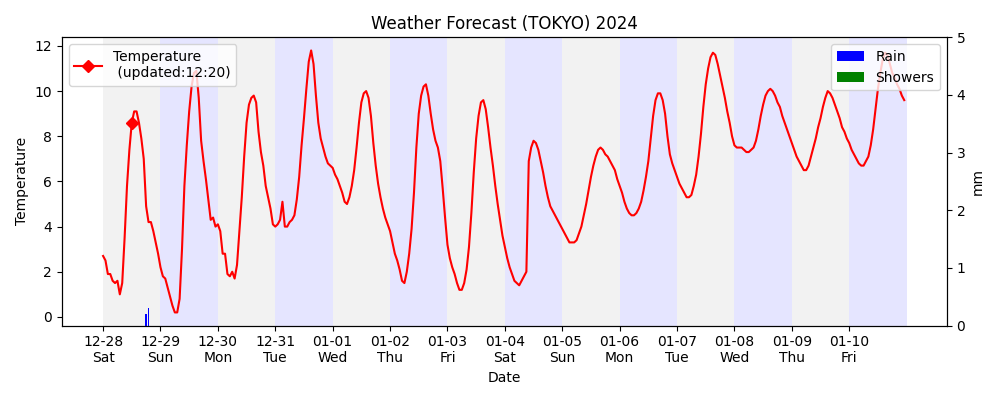 Weather Forecast (TOKYO) 2024
Temperature
(updated:12:20)
Rain
Showers
12
10
8
6
4
2
0
Temperature
5
4
3
2
1
0
mm
12-28 12-29 12-30 12-31 01-01 01-02 01-03 01-04 01-05 01-06 01-07 01-08 01-09 01-10
Sat Sun Mon Tue Wed Thu Fri Sat Sun Mon Tue Wed Thu Fri
Date